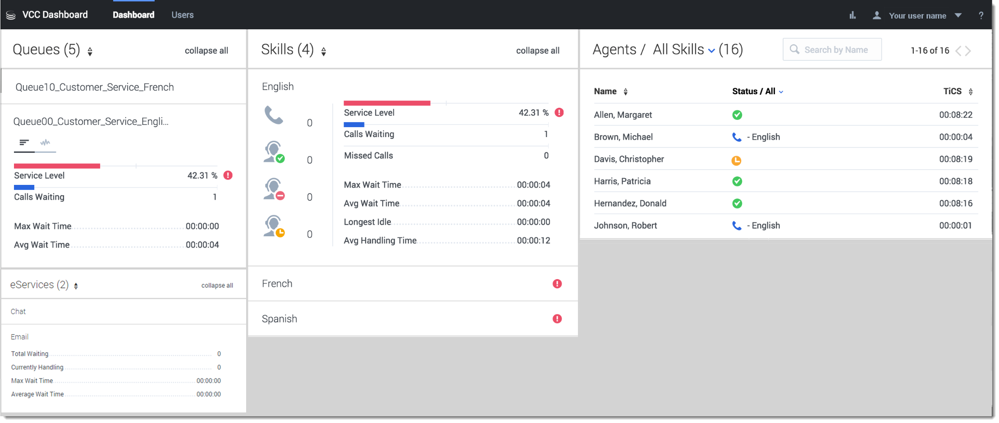 VCC Dashboard
Dashboard
Users
Your user name
?
Queues (5)
collapse all
Queue10_Customer_Service_French
Queue00_Customer_Service_Engli...
Service Level 42.31 %
Calls Waiting 1
Max Wait Time 00:00:00
Avg Wait Time 00:00:04
eServices (2)
collapse all
Chat
Email
Total Waiting 0
Currently Handling 0
Max Wait Time 00:00:00
Average Wait Time 00:00:00
Skills (4)
collapse all
English
0
0
0
0
Service Level 42.31 %
Calls Waiting 1
Missed Calls 0
Max Wait Time 00:00:04
Avg Wait Time 00:00:04
Longest Idle 00:00:00
Avg Handling Time 00:00:12
French
Spanish
Agents / All Skills (16)
Search by Name
1-16 of 16
Name Status / All TiCS
Allen, Margaret 00:08:22
Brown, Michael - English 00:00:04
Davis, Christopher 00:08:19
Harris, Patricia 00:08:18
Hernandez, Donald 00:08:16
Johnson, Robert - English 00:00:01